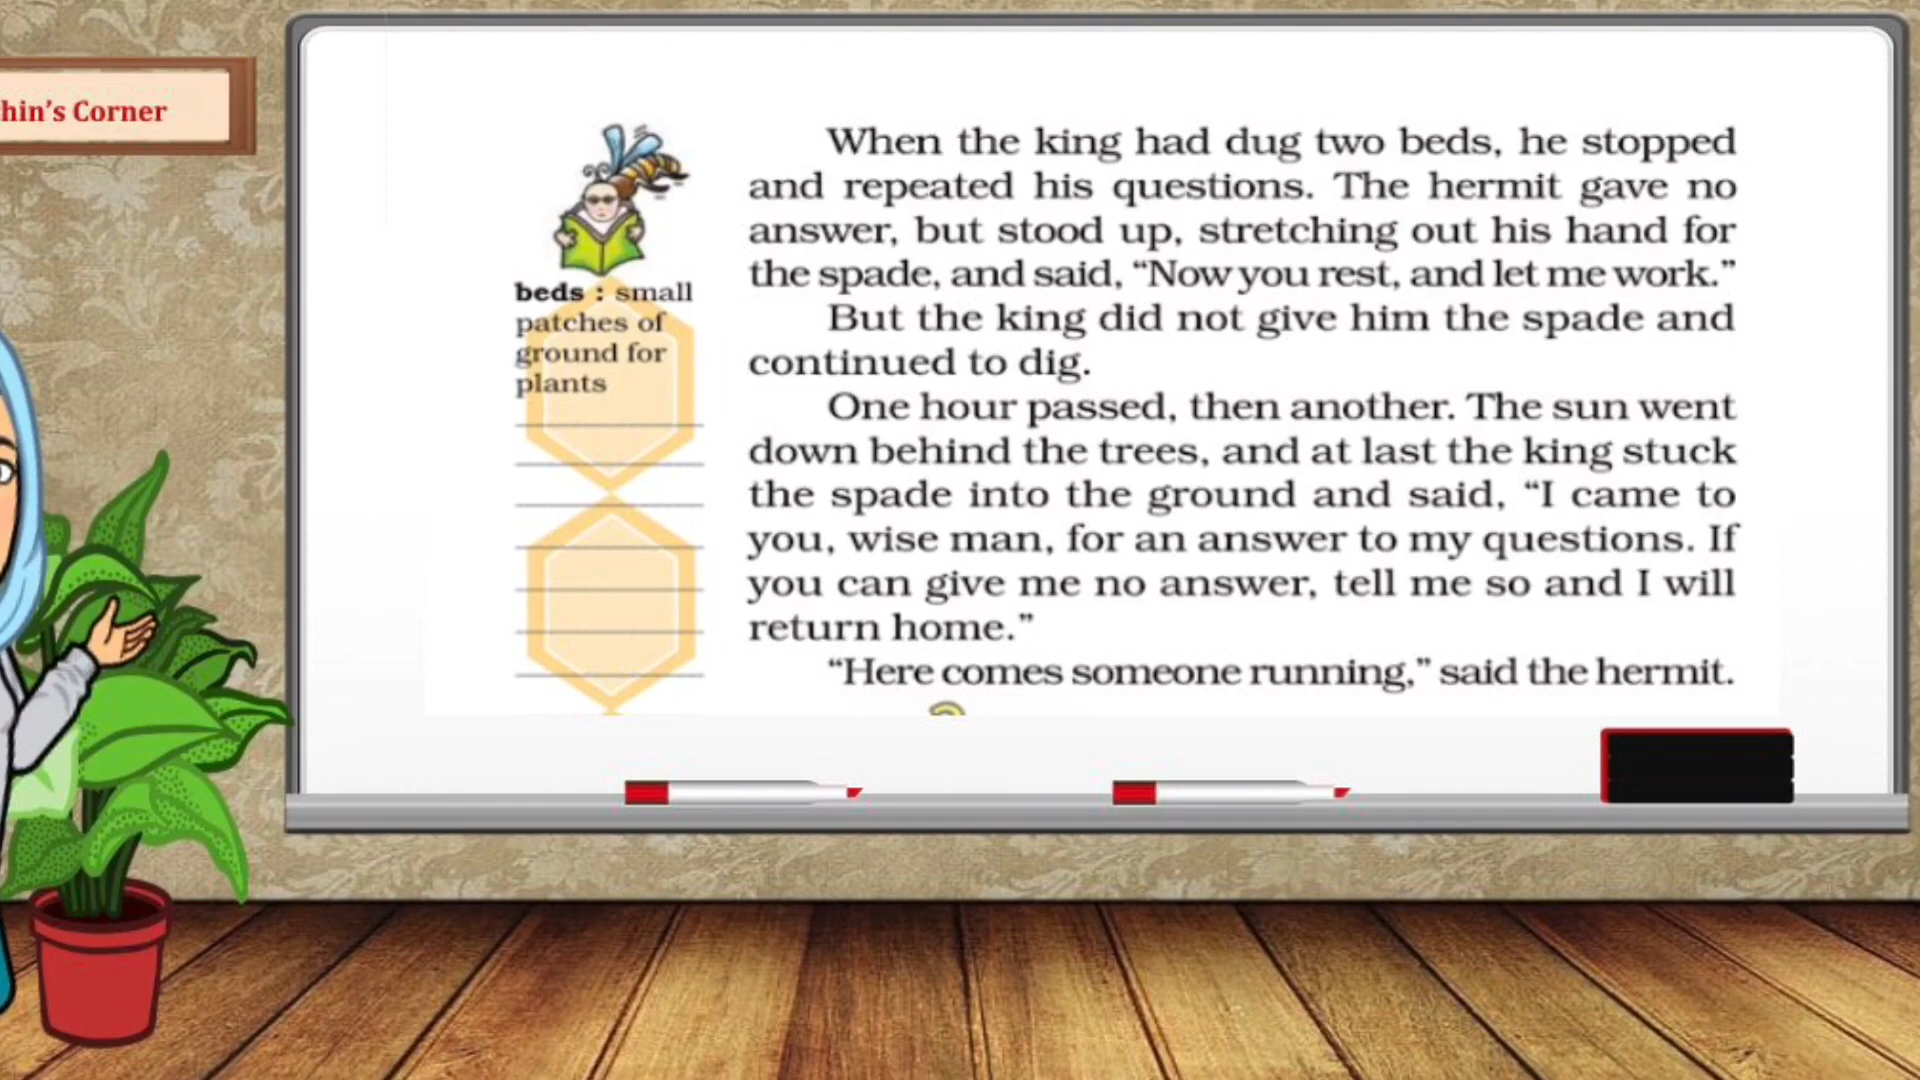 hin's Corner
beds : small
patches of
ground for
plants
When the king had dug two beds, he stopped
and repeated his questions. The hermit gave no
answer, but stood up, stretching out his hand for
the spade, and said, “Now you rest, and let me work.”
But the king did not give him the spade and
continued to dig.
One hour passed, then another. The sun went
down behind the trees, and at last the king stuck
the spade into the ground and said, “I came to
you, wise man, for an answer to my questions. If
you can give me no answer, tell me so and I will
return home.”
“Here comes someone running,” said the hermit.